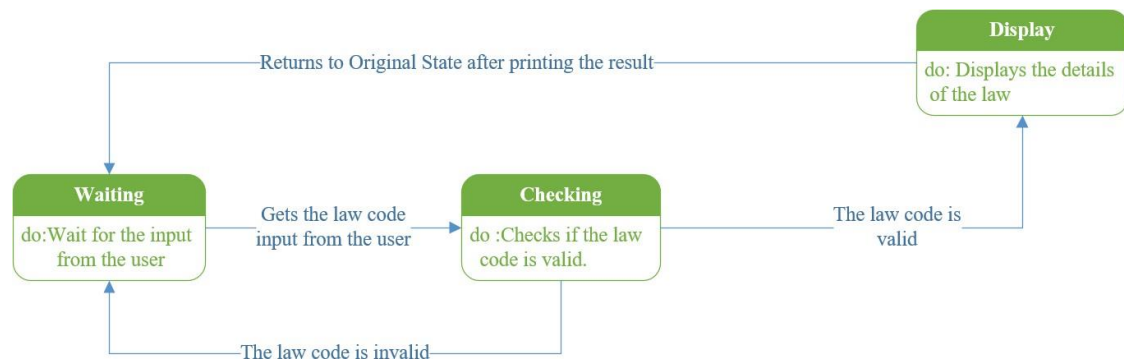 Display
do: Displays the details
of the law
Returns to Original State after printing the result
Waiting
do:Wait for the input
from the user
Gets the law code
input from the user
Checking
do :Checks if the law
code is valid.
The law code is
valid
The law code is invalid